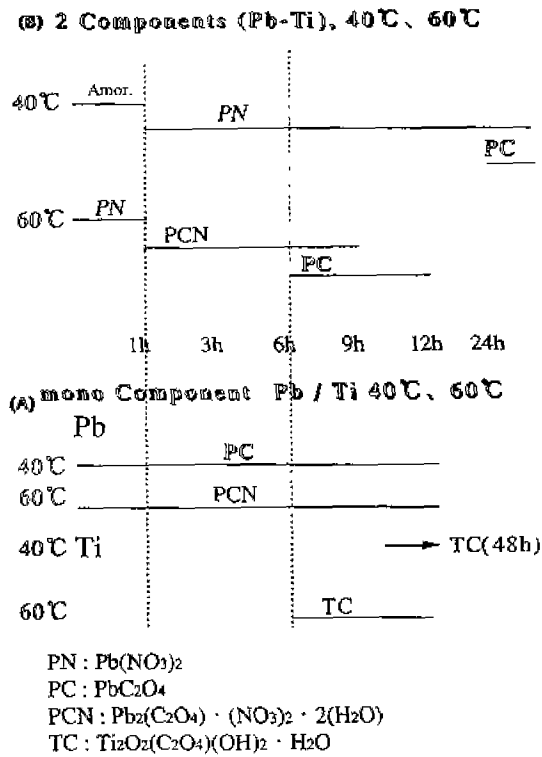 (B) 2 Components (Pb-Ti), 40℃、60℃
Amor.
40℃
PN
PC
60℃
PN
PCN
PC
1h 3h 6h 9h 12h 24h
(A) mono Component Pb / Ti 40℃、60℃
Pb
40℃
PC
60℃
PCN
40℃ Ti
TC(48h)
60℃
TC
PN : Pb(NO3)2
PC : PbC2O4
PCN : Pb2(C2O4) · (NO3)2 · 2(H2O)
TC : Ti2O2(C2O4)(OH)2 · H2O